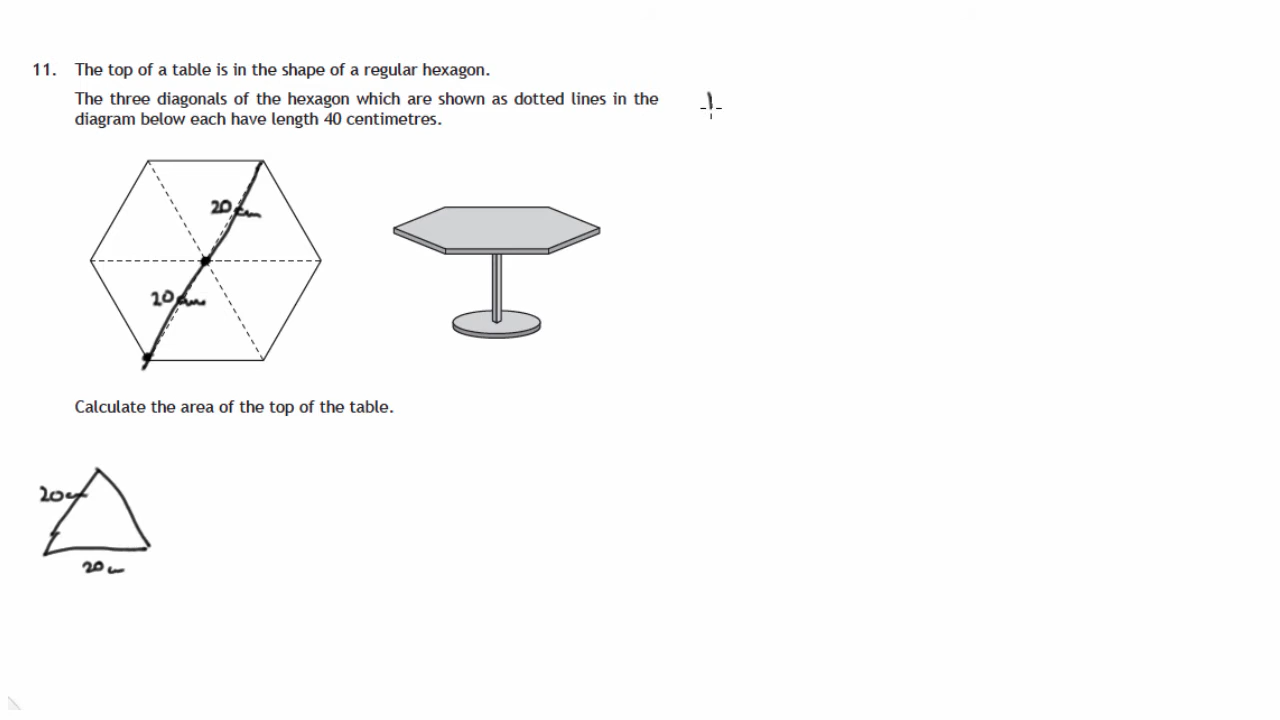 11. The top of a table is in the shape of a regular hexagon.
The three diagonals of the hexagon which are shown as dotted lines in the
diagram below each have length 40 centimetres.
20cm
20cm
Calculate the area of the top of the table.
20cm
20cm